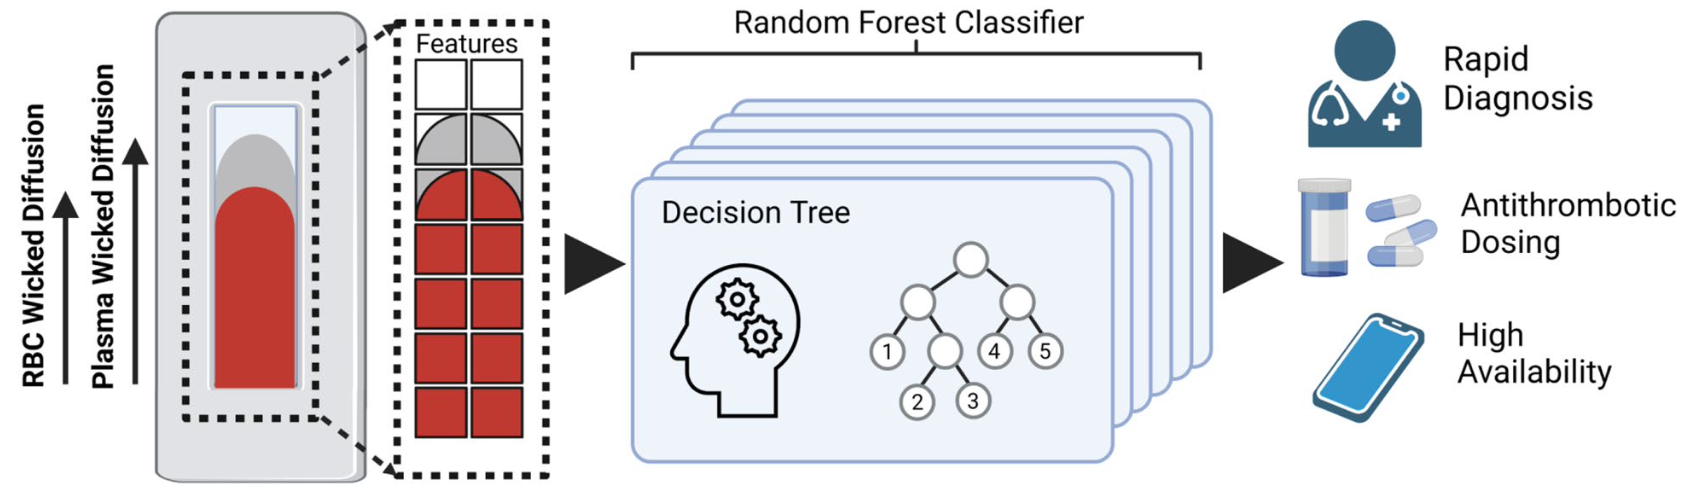 RBC Wicked Diffusion
Plasma Wicked Diffusion
Features
Random Forest Classifier
Decision Tree
1
4
5
2
3
Rapid
Diagnosis
Antithrombotic
Dosing
High
Availability